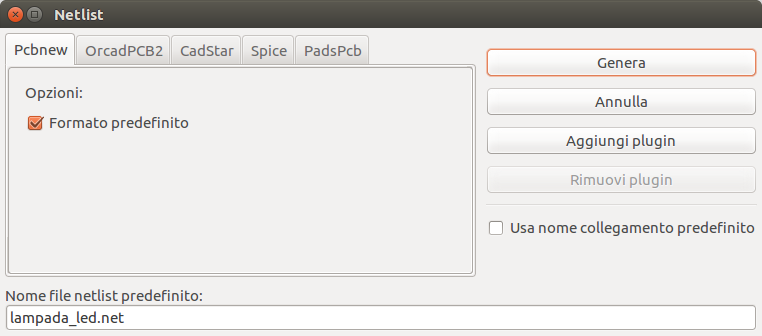 Netlist
Pcbnew OrcadPCB2 CadStar Spice PadsPcb
Opzioni:
Formato predefinito
Genera
Annulla
Aggiungi plugin
Rimuovi plugin
Usa nome collegamento predefinito
Nome file netlist predefinito:
lampada_led.net